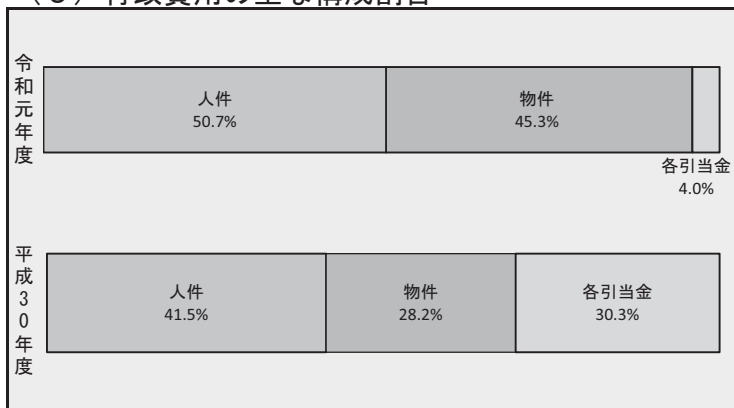 令和元年度
人件
50.7%
物件
45.3%
各引当金
4.0%
平成30年度
人件
41.5%
物件
28.2%
各引当金
30.3%